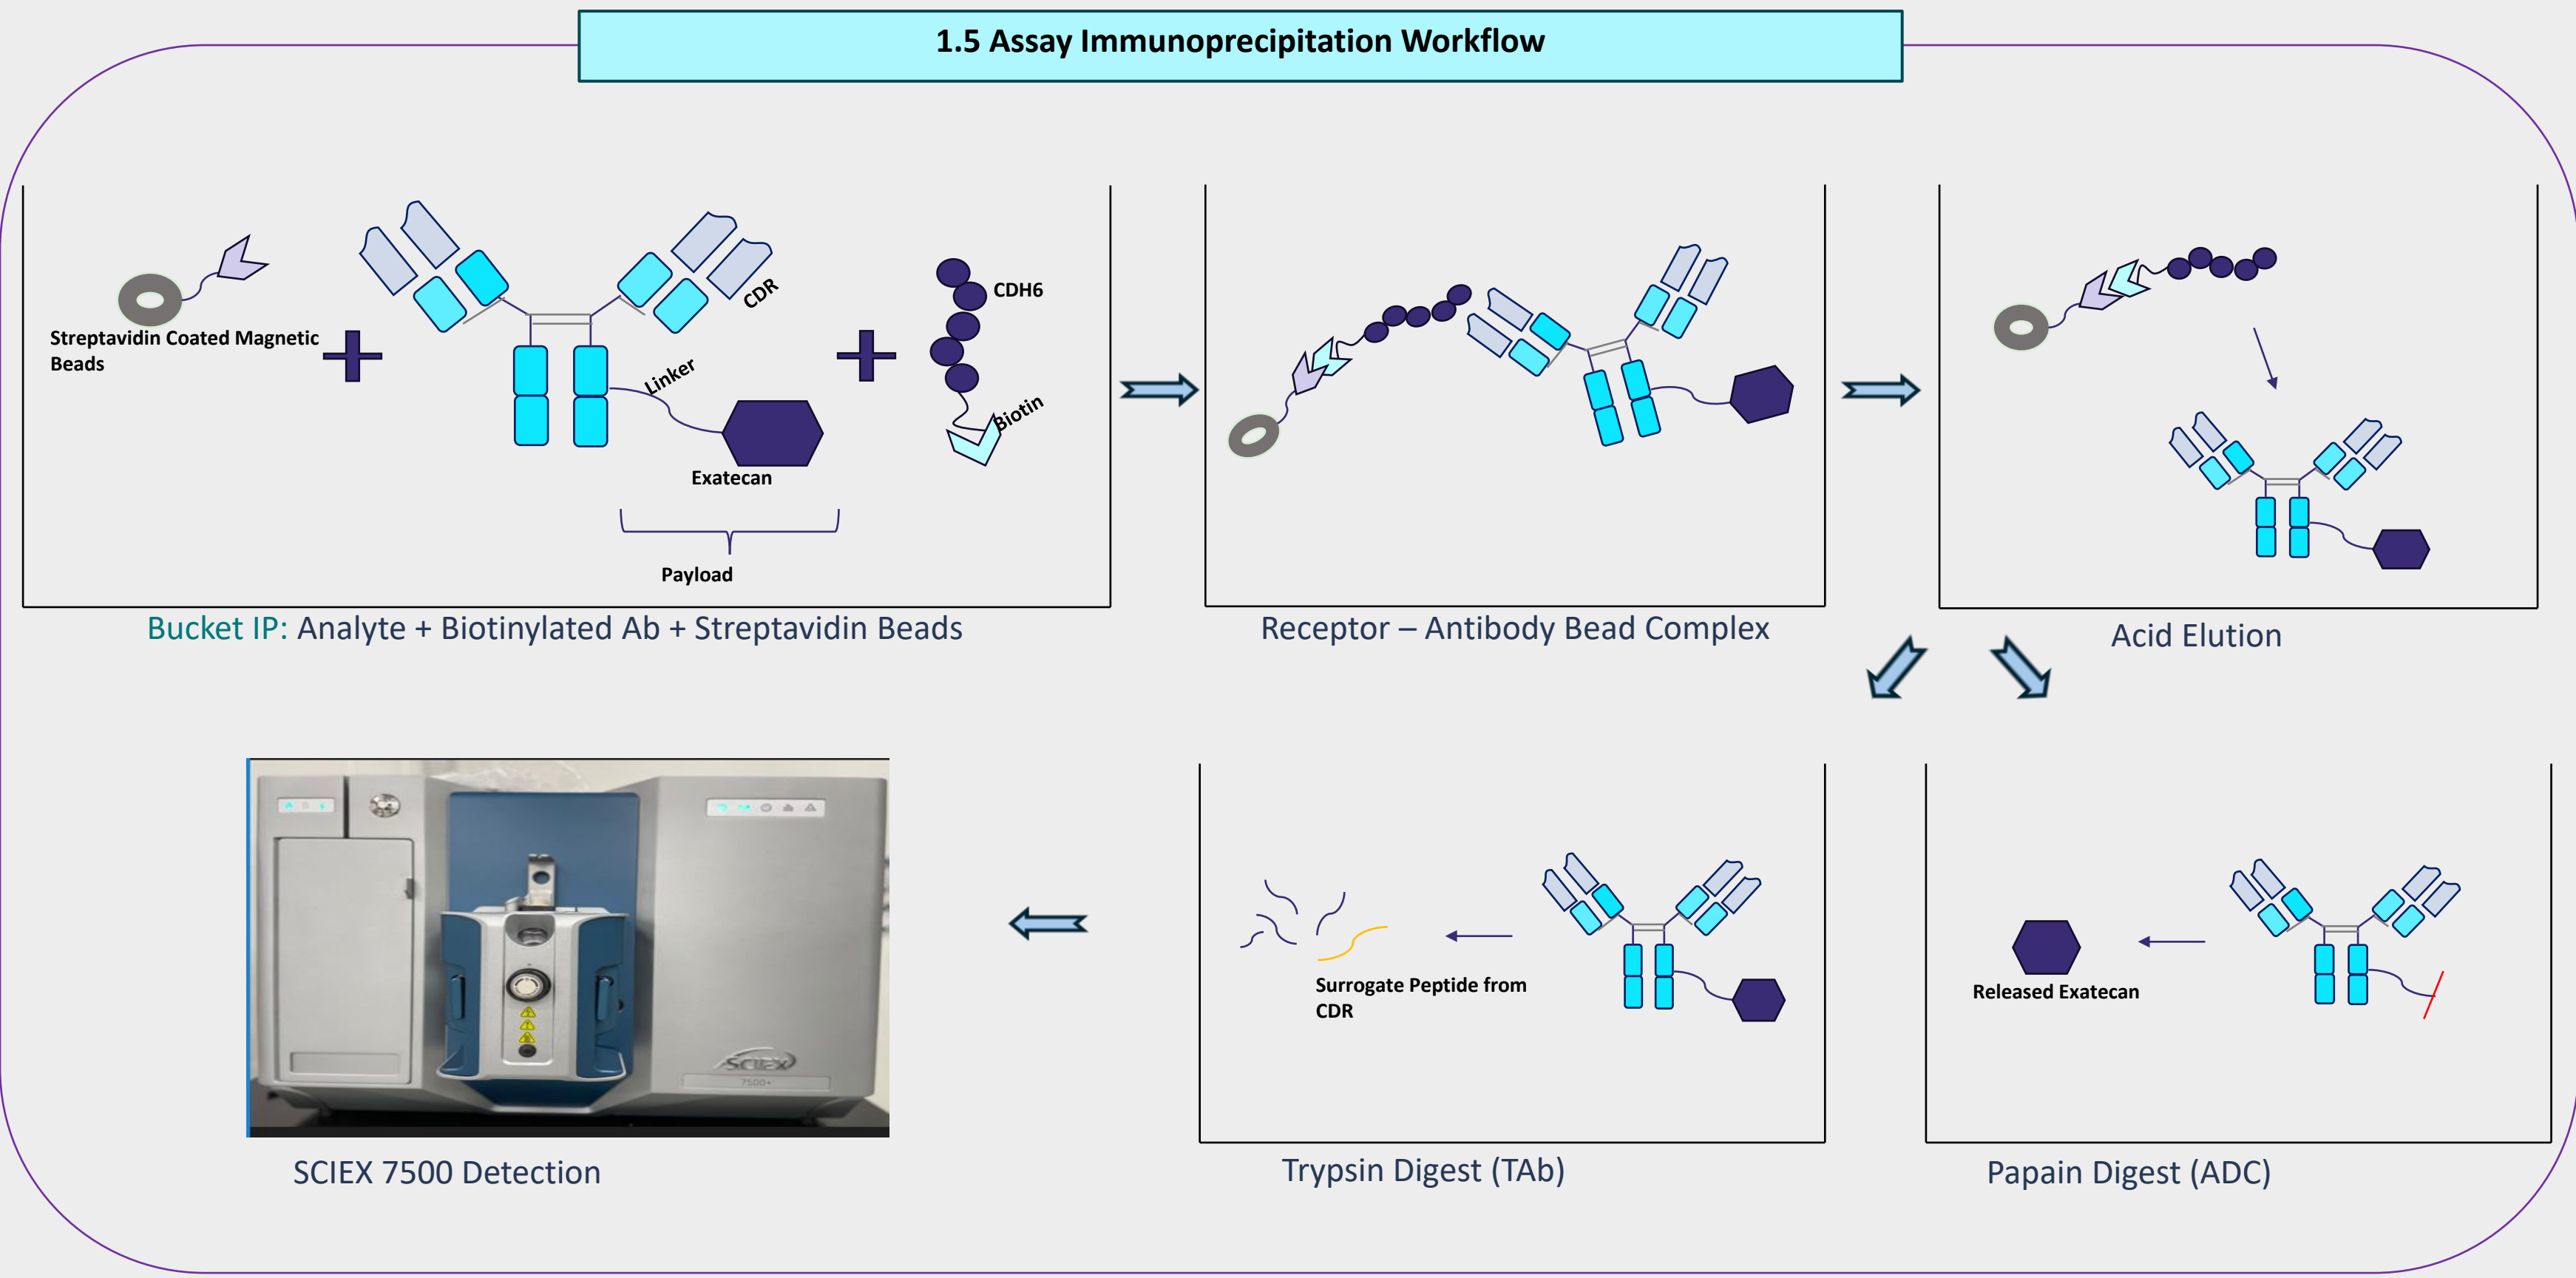 1.5 Assay Immunoprecipitation Workflow
Streptavidin Coated Magnetic
Beads
CDR
Linker
Exatecan
Payload
CDH6
Biotin
Bucket IP: Analyte + Biotinylated Ab + Streptavidin Beads
Receptor – Antibody Bead Complex
Acid Elution
SCIEX
7500+
SCIEX 7500 Detection
Surrogate Peptide from
CDR
Trypsin Digest (TAb)
Released Exatecan
Papain Digest (ADC)